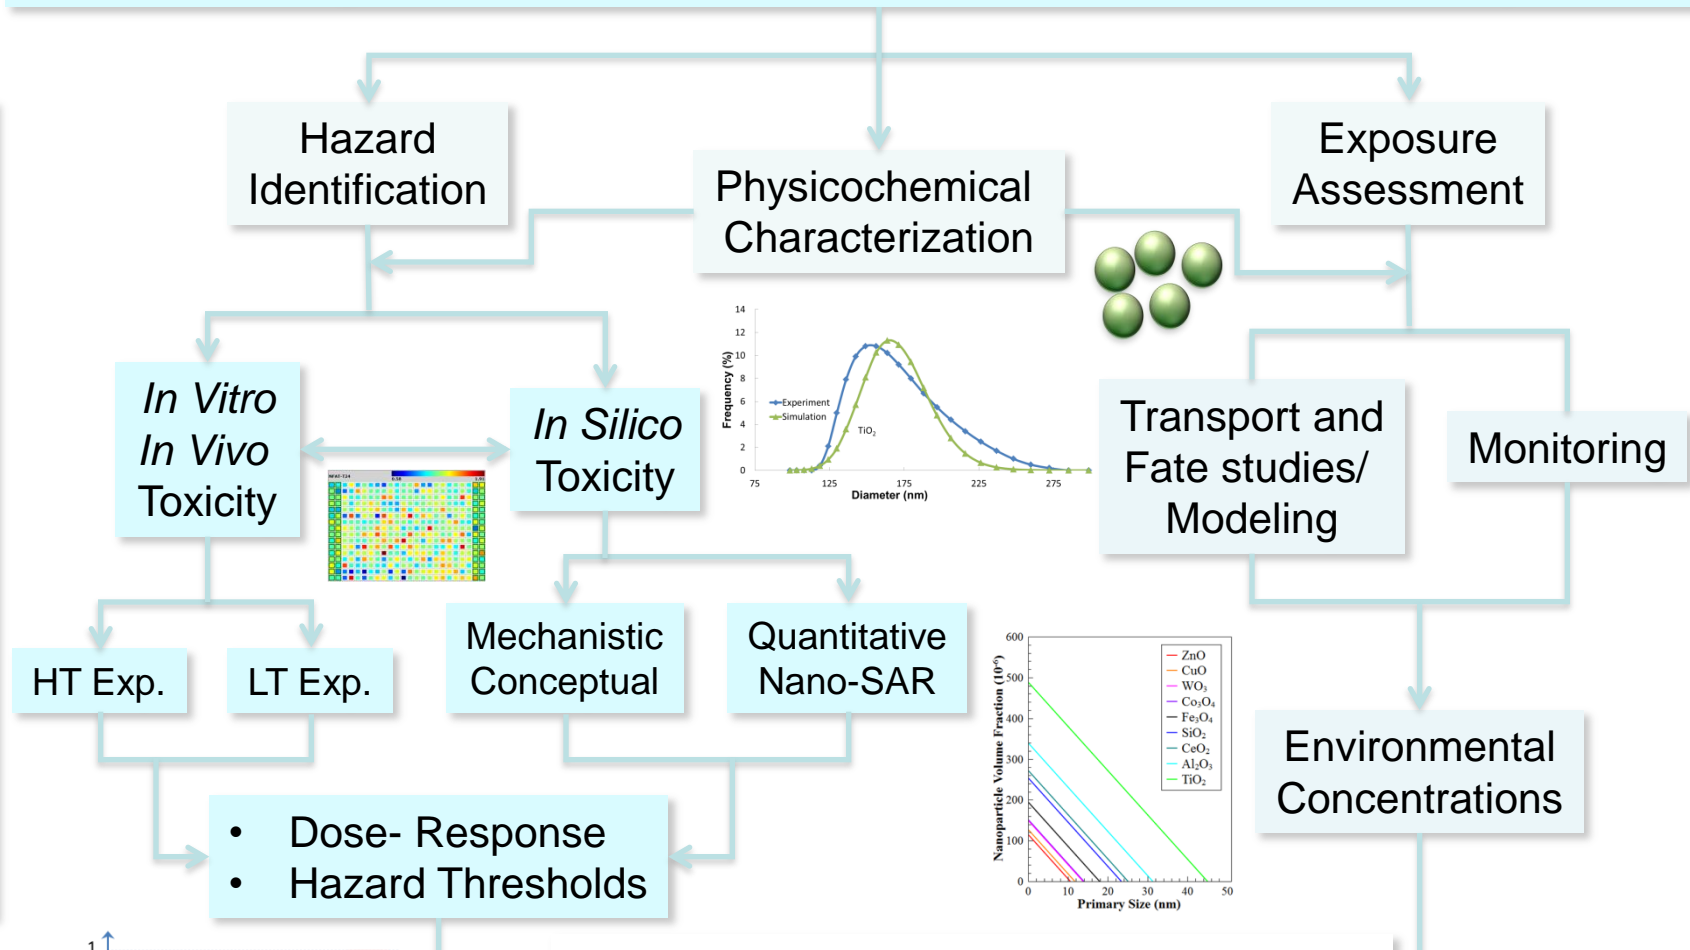 Hazard
Identification
Physicochemical
Characterization
Exposure
Assessment
In Vitro
In Vivo
Toxicity
In Silico
Toxicity
14
12
10
8
6
4
2
0
Frequency (%)
Experiment
Simulation
TiO₂
75
125
175
225
275
Diameter (nm)
Transport and
Fate studies/
Modeling
Monitoring
HT Exp.
LT Exp.
Mechanistic
Conceptual
Quantitative
Nano-SAR
600
500
400
300
200
100
0
Nanoparticle Volume Fraction (10⁻⁶)
ZnO
CuO
WO₃
Co₃O₄
Fe₃O₄
SiO₂
CeO₂
Al₂O₃
TiO₂
0
10
20
30
40
50
Primary Size (nm)
Environmental
Concentrations
• Dose- Response
• Hazard Thresholds
1